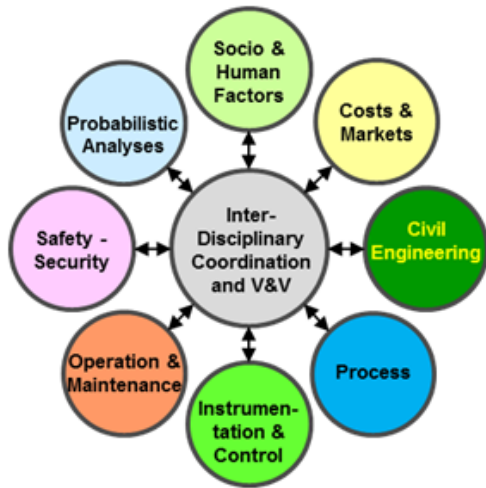 Socio &
Human
Factors
Costs &
Markets
Probabilistic
Analyses
Civil
Engineering
Inter-
Disciplinary
Coordination
and V&V
Safety -
Security
Process
Operation &
Maintenance
Instrumen-
tation &
Control